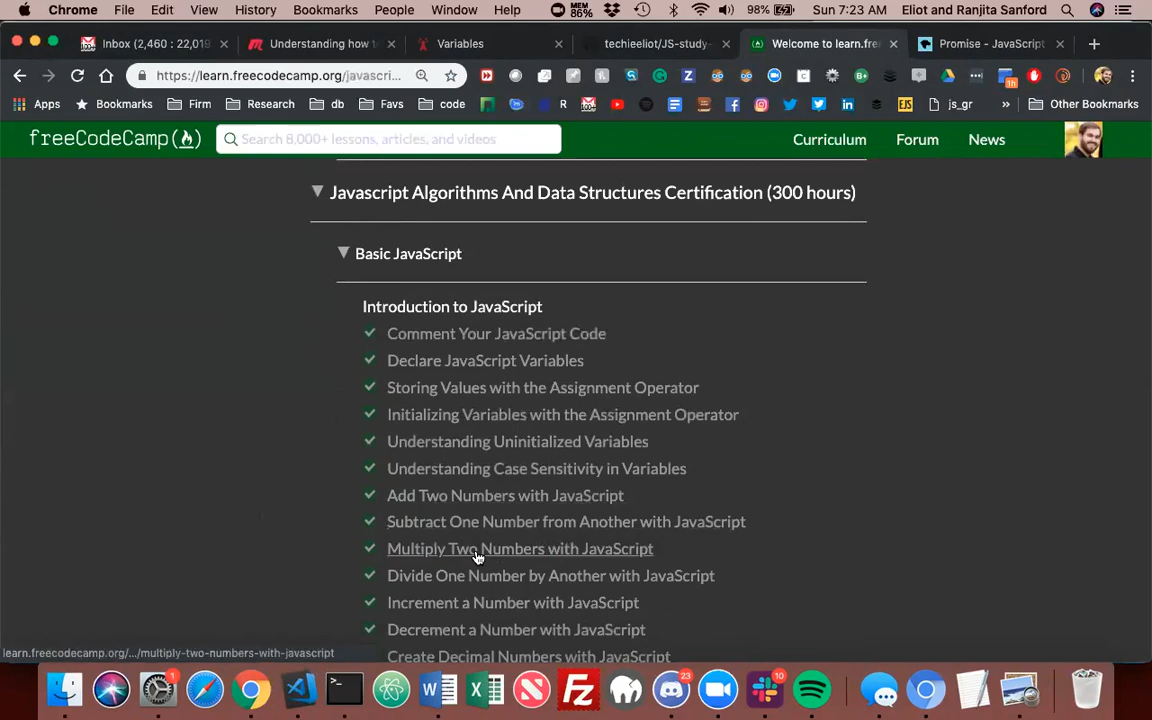 Chrome File Edit View History Bookmarks People Window Help MEM 86% 98% Sun 7:23 AM Eliot and Ranjita Sanford
Inbox (2,460 : 22,019 Understanding how t Variables techieeliot/JS-study- Welcome to learn.free Promise - JavaScript
https://learn.freecodecamp.org/javascri...
Apps Bookmarks Firm Research db Favs code R js_gr » Other Bookmarks
freeCodeCamp Search 8,000+ lessons, articles, and videos Curriculum Forum News
Javascript Algorithms And Data Structures Certification (300 hours)
Basic JavaScript
Introduction to JavaScript
Comment Your JavaScript Code
Declare JavaScript Variables
Storing Values with the Assignment Operator
Initializing Variables with the Assignment Operator
Understanding Uninitialized Variables
Understanding Case Sensitivity in Variables
Add Two Numbers with JavaScript
Subtract One Number from Another with JavaScript
Multiply Two Numbers with JavaScript
Divide One Number by Another with JavaScript
Increment a Number with JavaScript
Decrement a Number with JavaScript
learn.freecodecamp.org/.../multiply-two-numbers-with-javascript
Create Decimal Numbers with JavaScript
1 23 10